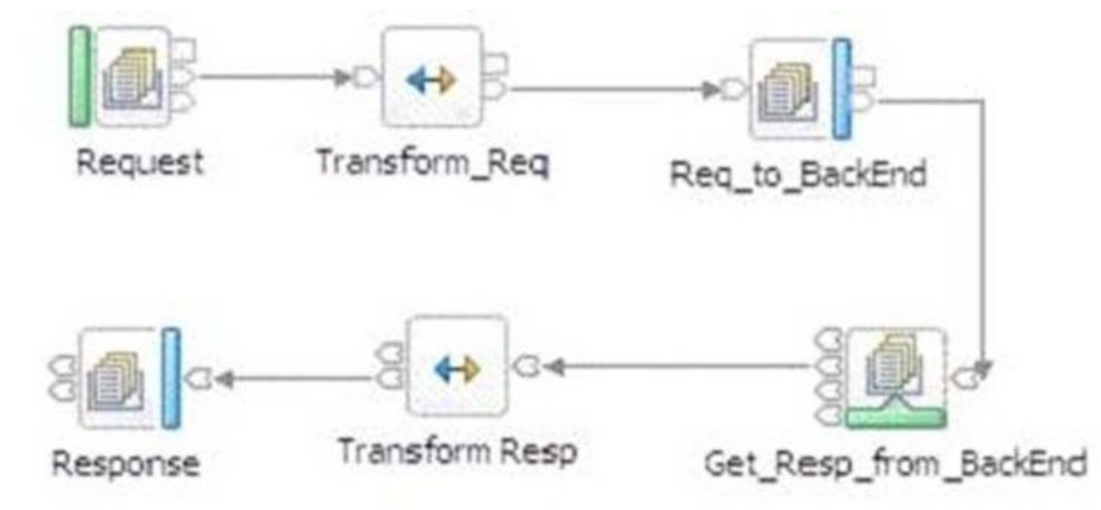 Request
Transform_Req
Req_to_BackEnd
Response
Transform Resp
Get_Resp_from_BackEnd